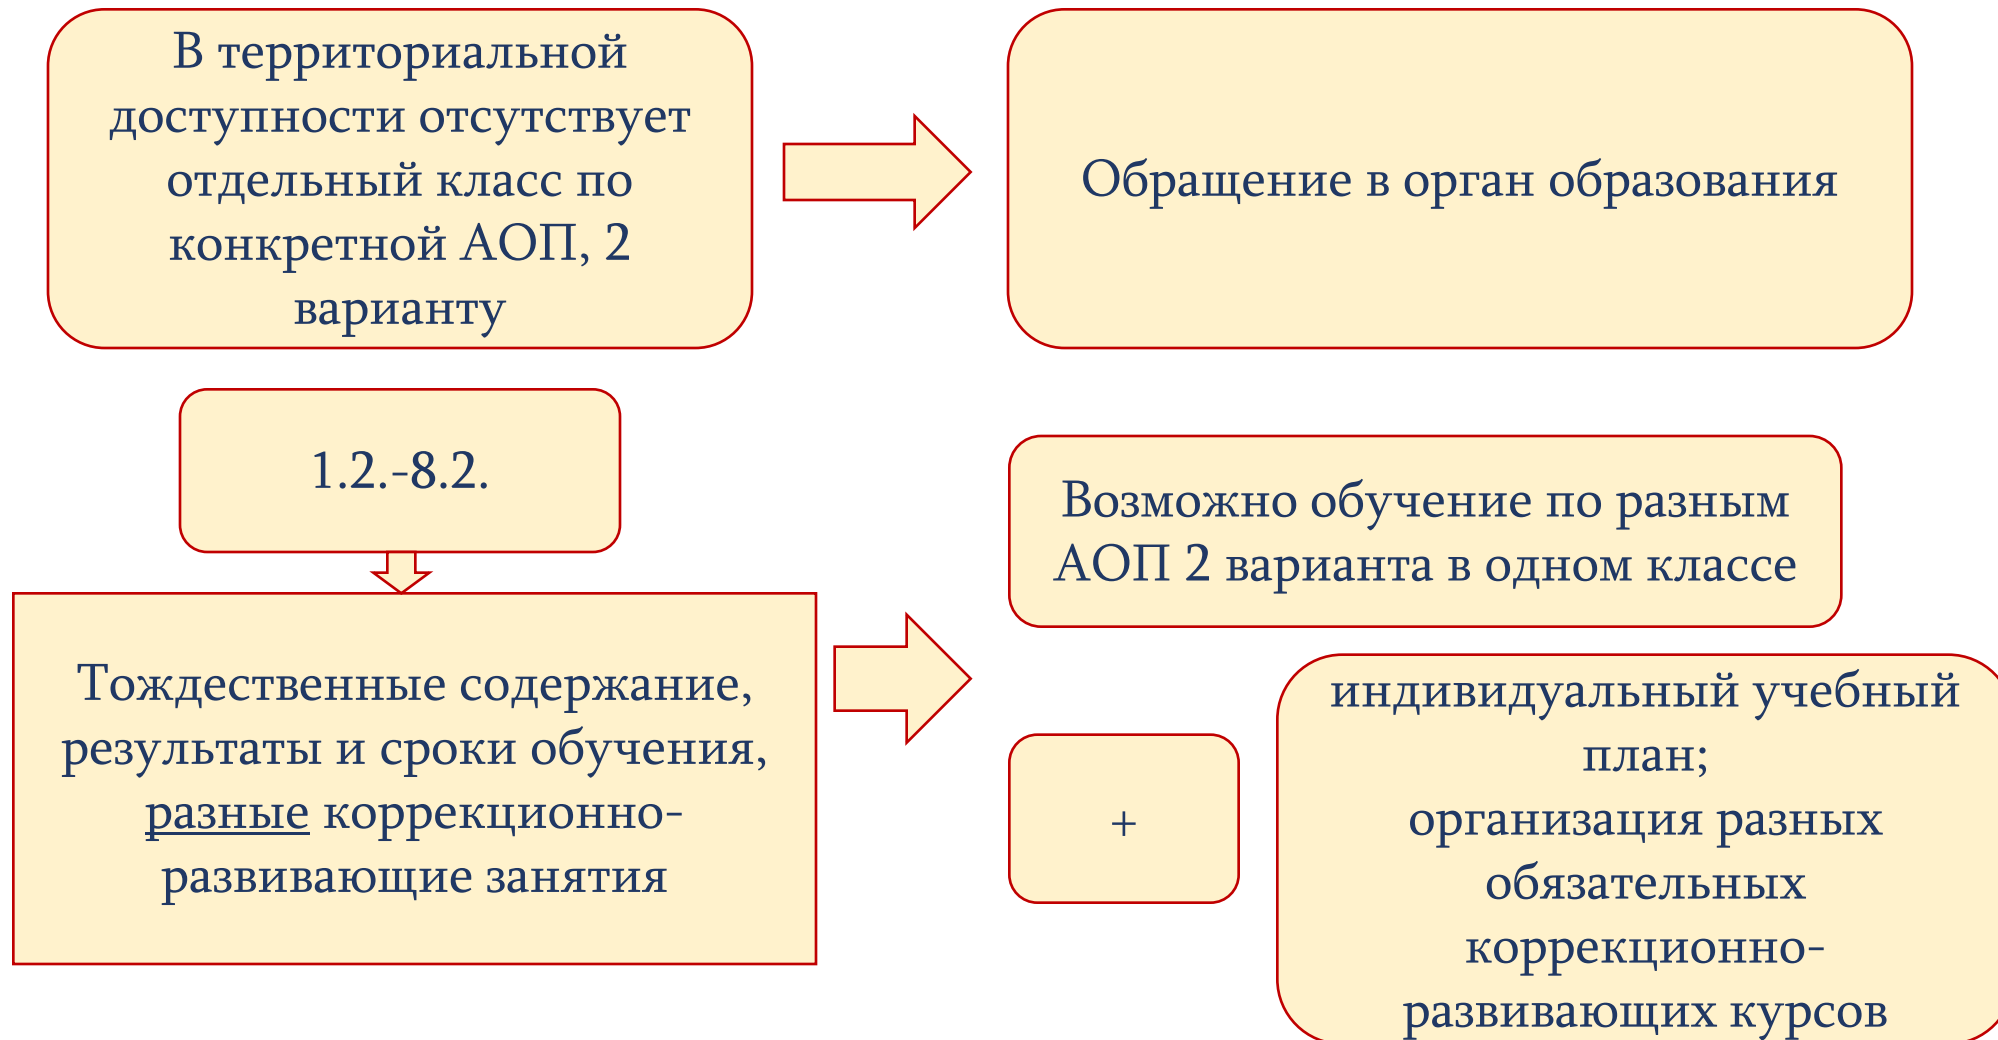 В территориальной
доступности отсутствует
отдельный класс по
конкретной АОП, 2
варианту
Обращение в орган образования
1.2.-8.2.
Тождественные содержание,
результаты и сроки обучения,
разные коррекционно-
развивающие занятия
Возможно обучение по разным
АОП 2 варианта в одном классе
+
индивидуальный учебный
план;
организация разных
обязательных
коррекционно-
развивающих курсов